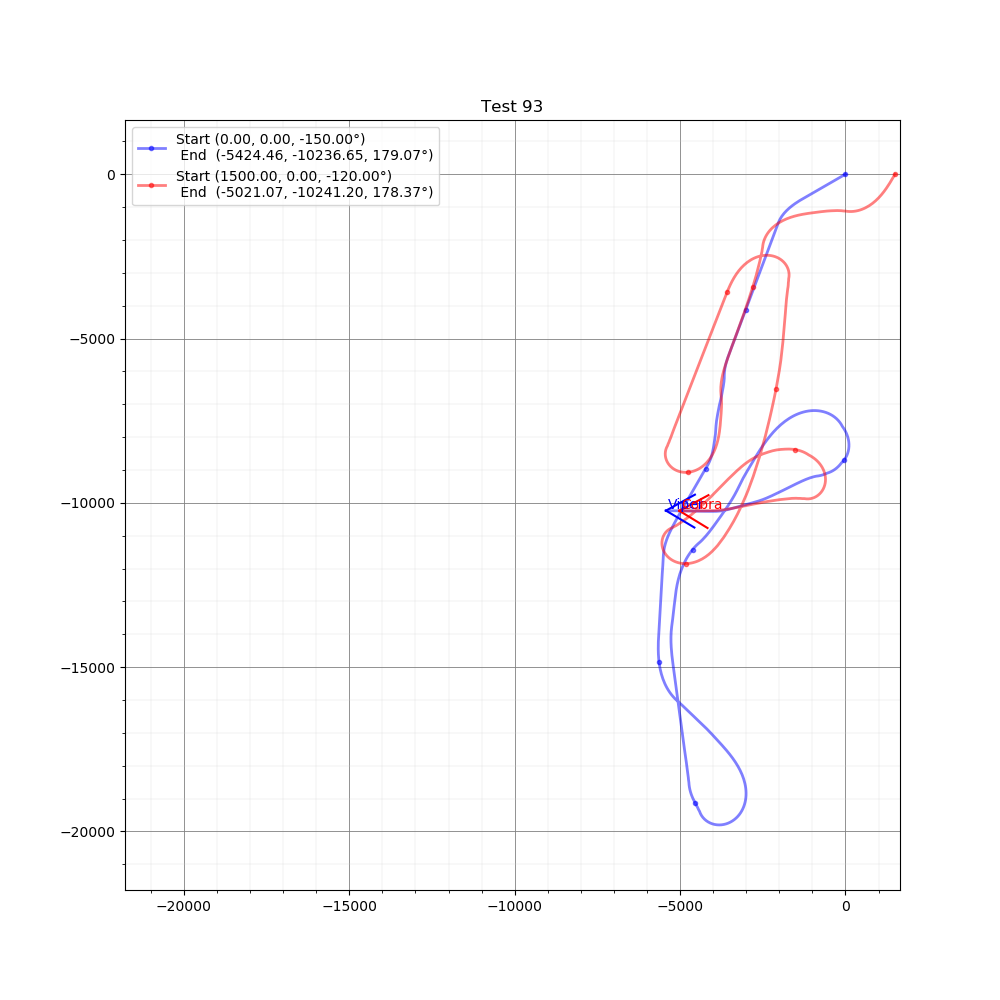 Test 93
Start (0.00, 0.00, -150.00°)
End  (-5424.46, -10236.65, 179.07°)
Start (1500.00, 0.00, -120.00°)
End  (-5021.07, -10241.20, 178.37°)
0
−5000
−10000
−15000
−20000
−20000
−15000
−10000
−5000
0